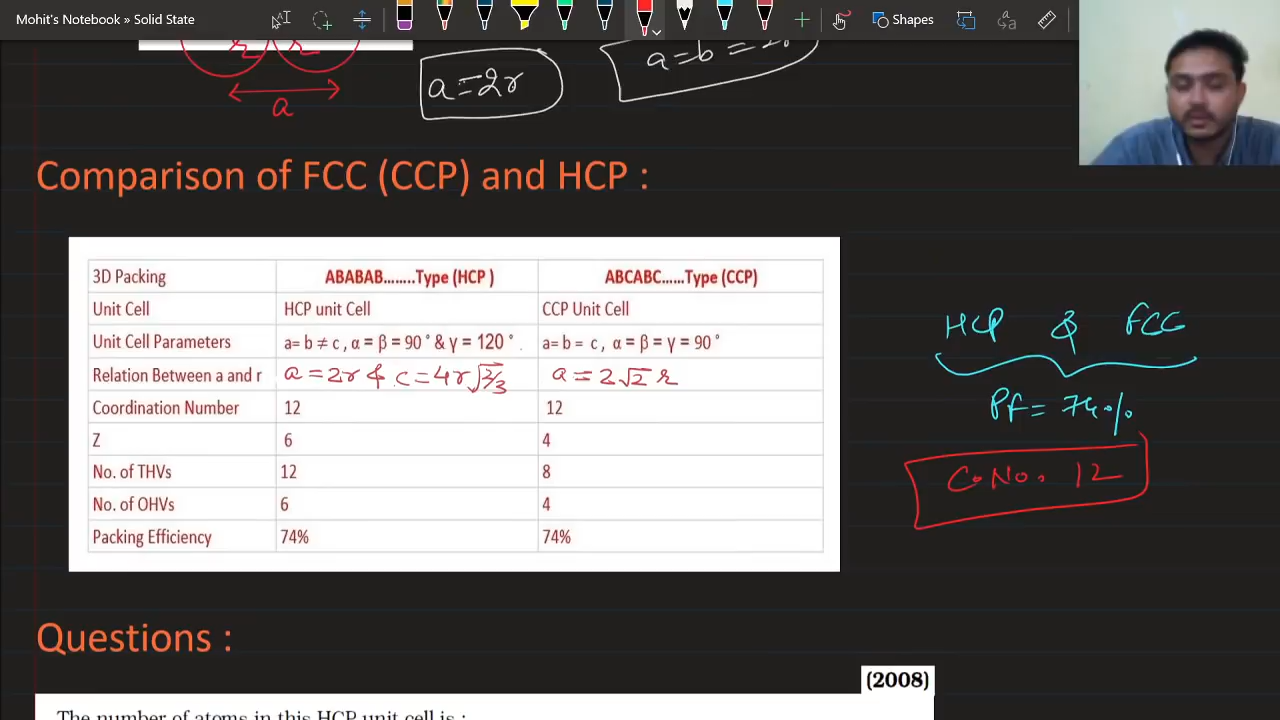 Mohit's Notebook » Solid State
Shapes
r r
a
a=2r
a=b=2r
Comparison of FCC (CCP) and HCP :
3D Packing ABABAB........Type (HCP ) ABCABC......Type (CCP)
Unit Cell HCP unit Cell CCP Unit Cell
Unit Cell Parameters a= b ≠ c , α = β = 90 ° & γ = 120 ° . a= b = c , α = β = γ = 90 °
Relation Between a and r a = 2r & c = 4r√2/3 a = 2√2 r
Coordination Number 12 12
Z 6 4
No. of THVs 12 8
No. of OHVs 6 4
Packing Efficiency 74% 74%
HCP & FCC
Pf = 74%
C.No. 12
Questions :
(2008)
The number of atoms in this HCP unit cell is :